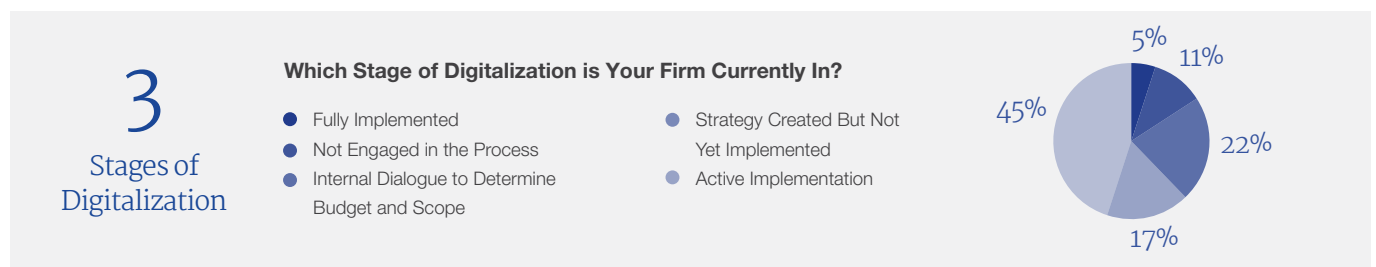 3
Stages of
Digitalization
Which Stage of Digitalization is Your Firm Currently In?
Fully Implemented
Not Engaged in the Process
Internal Dialogue to Determine
Budget and Scope
Strategy Created But Not
Yet Implemented
Active Implementation
5%
11%
22%
17%
45%